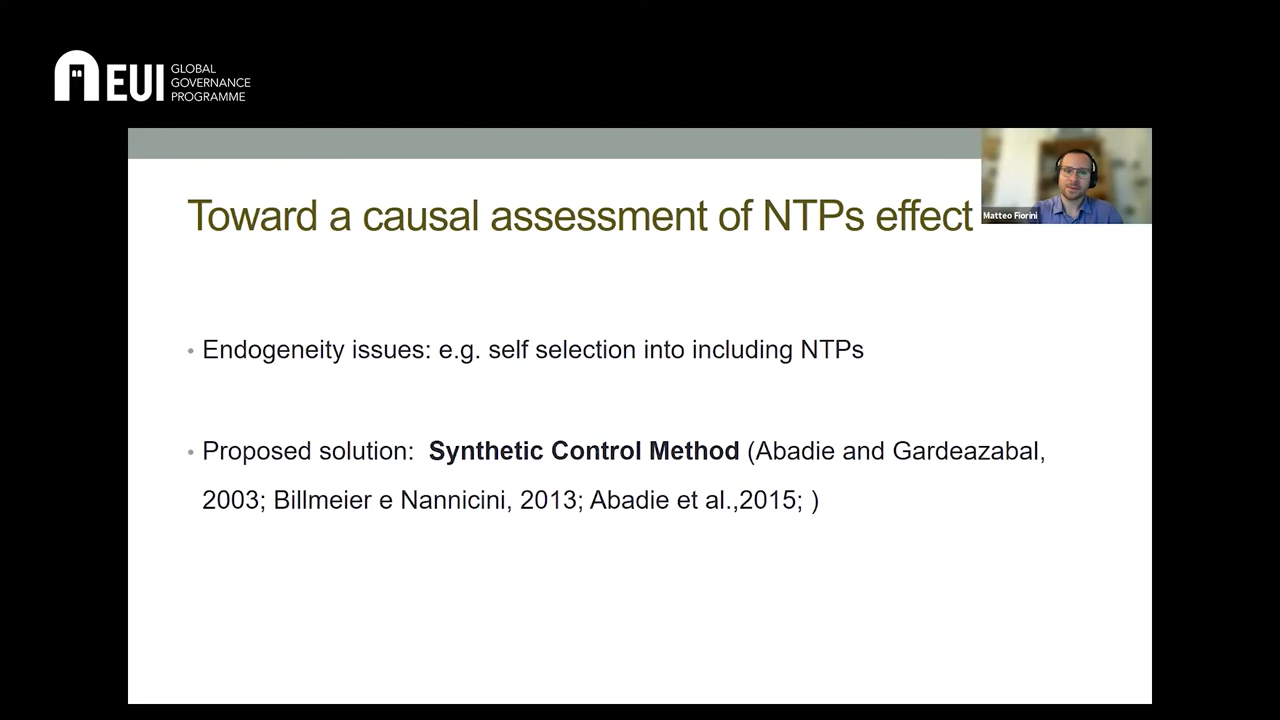 EUI
GLOBAL
GOVERNANCE
PROGRAMME
Matteo Fiorini
Toward a causal assessment of NTPs effect
• Endogeneity issues: e.g. self selection into including NTPs
• Proposed solution: Synthetic Control Method (Abadie and Gardeazabal,
2003; Billmeier e Nannicini, 2013; Abadie et al.,2015; )